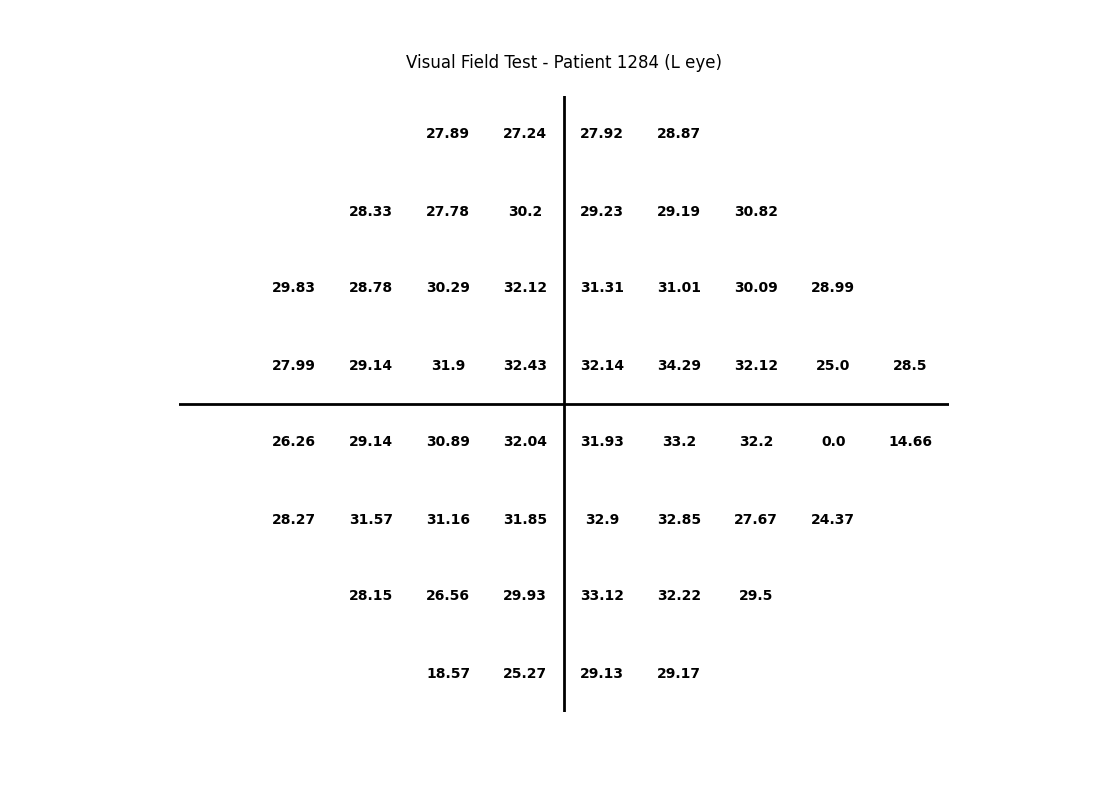 Visual Field Test - Patient 1284 (L eye)
27.89 27.24 27.92 28.87
28.33 27.78 30.2 29.23 29.19 30.82
29.83 28.78 30.29 32.12 31.31 31.01 30.09 28.99
27.99 29.14 31.9 32.43 32.14 34.29 32.12 25.0 28.5
26.26 29.14 30.89 32.04 31.93 33.2 32.2 0.0 14.66
28.27 31.57 31.16 31.85 32.9 32.85 27.67 24.37
28.15 26.56 29.93 33.12 32.22 29.5
18.57 25.27 29.13 29.17